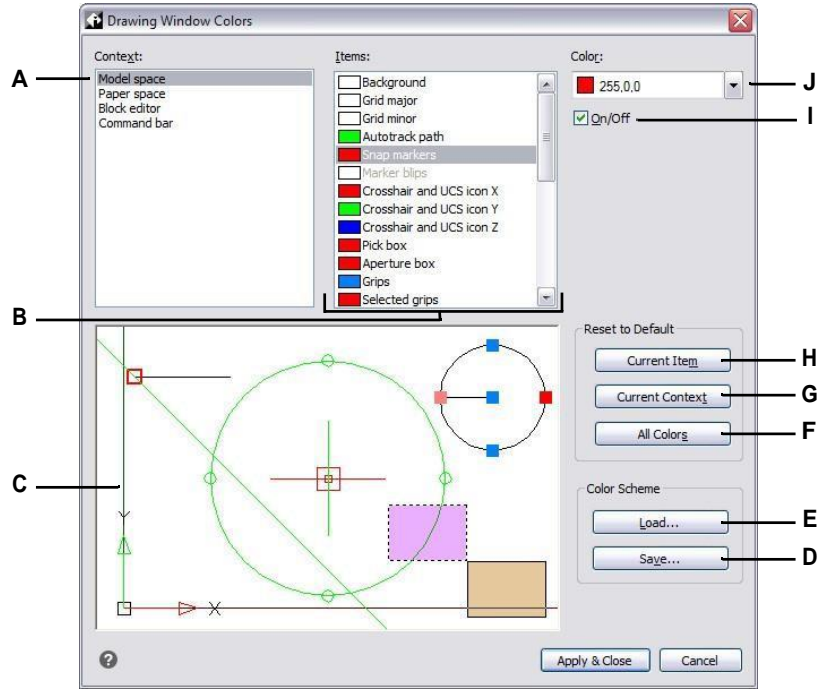 Drawing Window Colors
Context:
Items:
Color:
A
Model space
Paper space
Block editor
Command bar
Background
Grid major
Grid minor
Autotrack path
Snap markers
Marker blips
Crosshair and UCS icon X
Crosshair and UCS icon Y
Crosshair and UCS icon Z
Pick box
Aperture box
Grips
Selected grips
255,0,0
J
On/Off
I
B
Reset to Default
Current Item
H
Current Context
G
All Colors
F
C
Color Scheme
Load...
E
Save...
D
Y
X
?
Apply & Close
Cancel